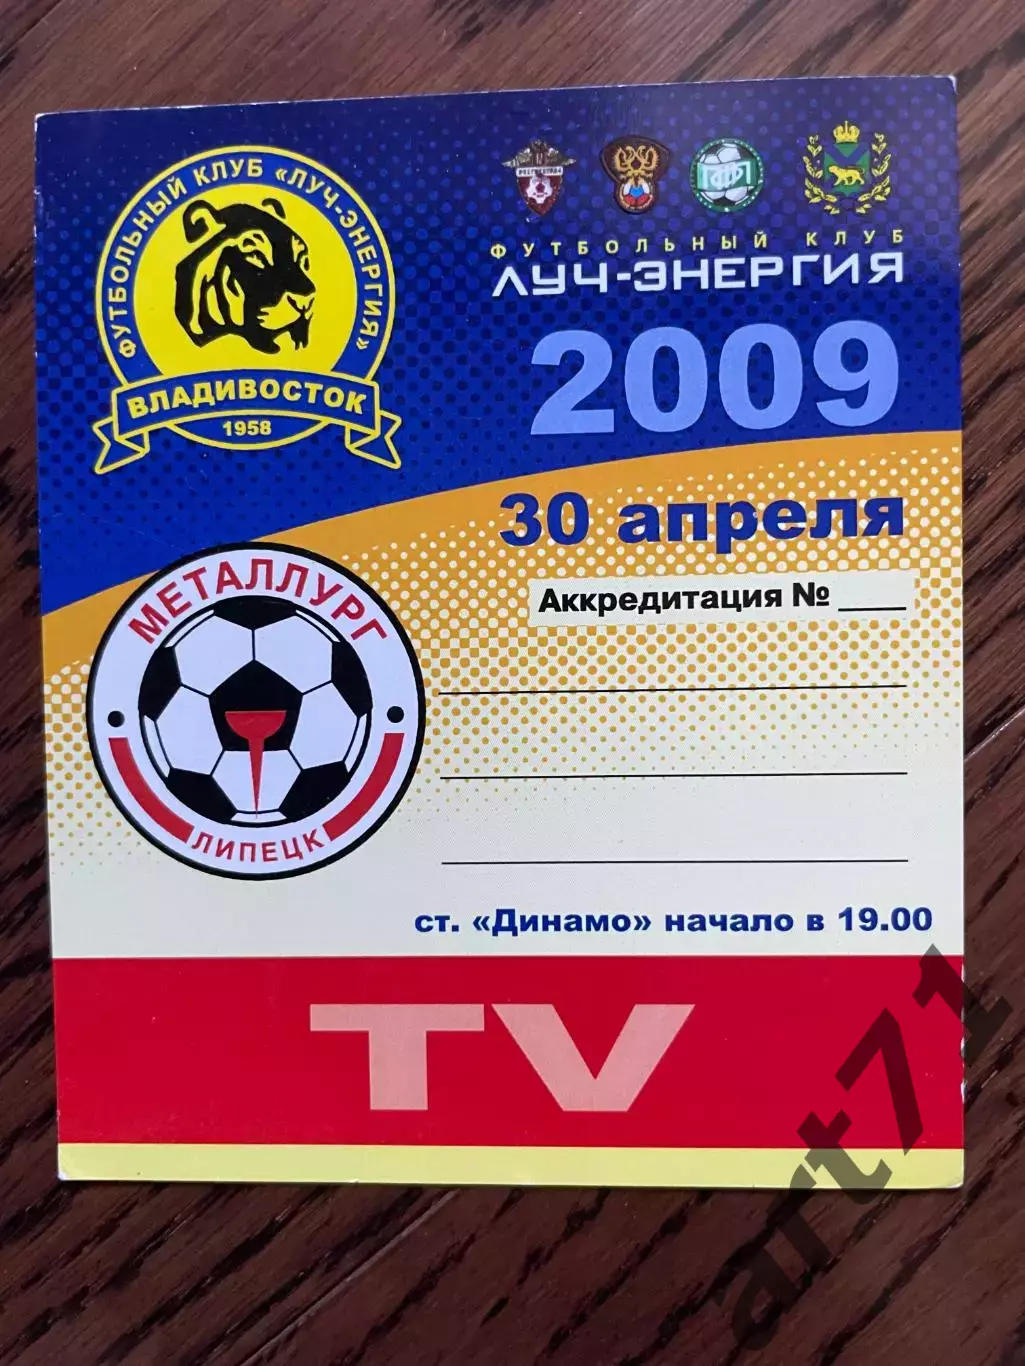 ФУТБОЛЬНЫЙ КЛУБ «ЛУЧ-ЭНЕРГИЯ»
ВЛАДИВОСТОК
1958
ФУТБОЛЬНЫЙ КЛУБ
ЛУЧ-ЭНЕРГИЯ
2009
30 апреля
Аккредитация № ____
МЕТАЛЛУРГ
ЛИПЕЦК
ст. «Динамо» начало в 19.00
TV
art71